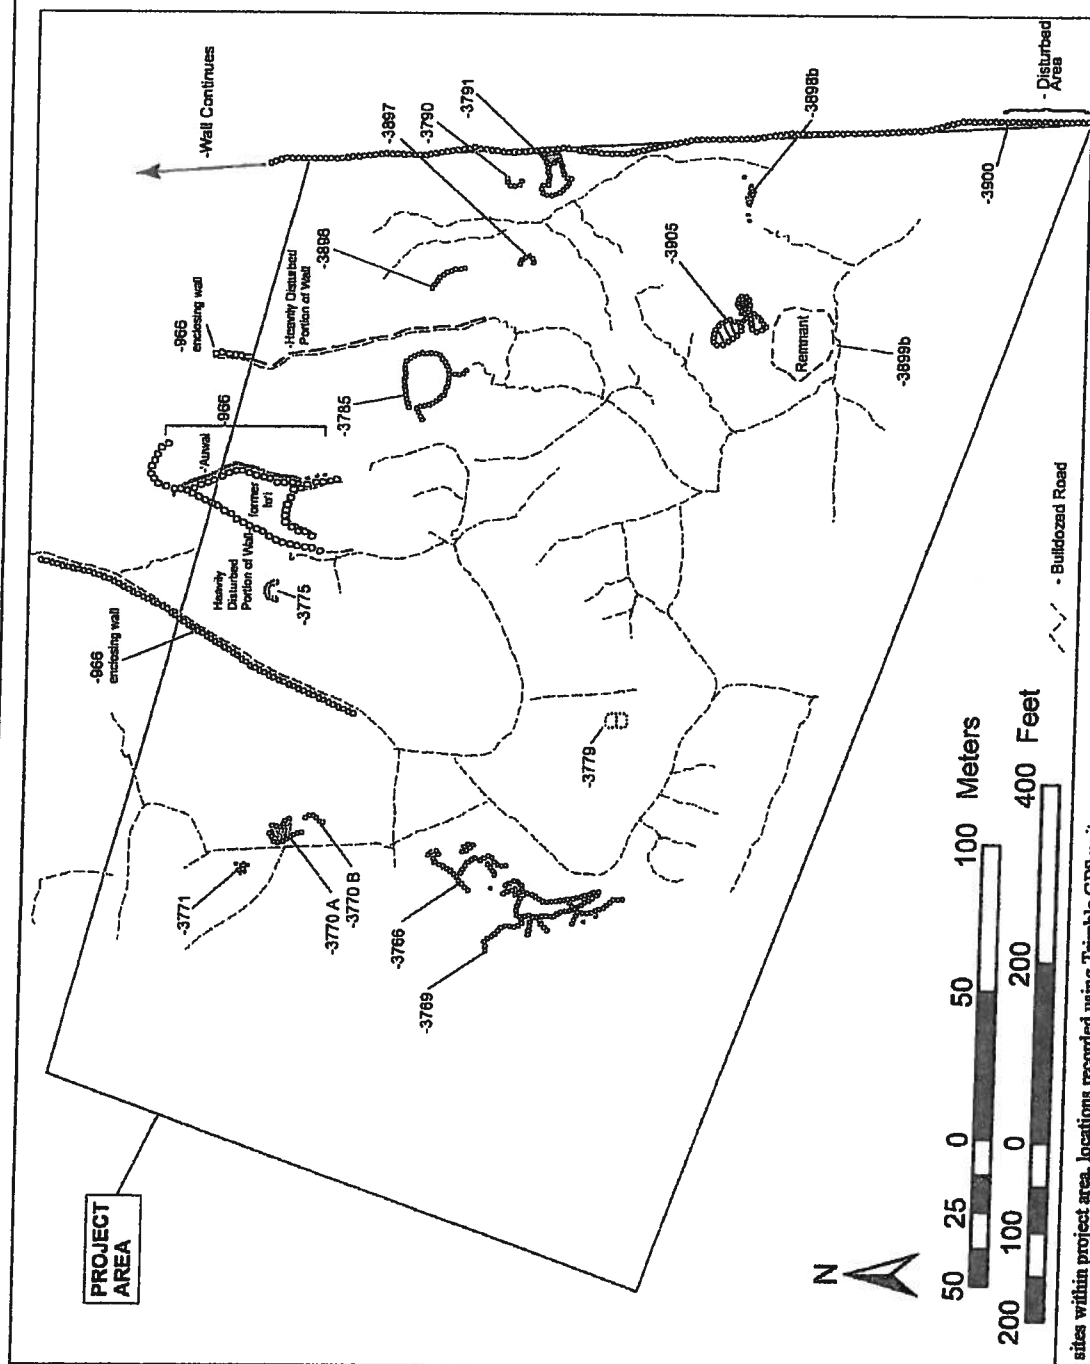 PROJECT
AREA
-966
enclosing wall
-966
enclosing wall
-Wall Continues
-966
-Auwai
former
lo'i
Heavily
Disturbed
Portion of Wall-
-Heavily Disturbed
Portion of Wall
-3775
-3785
-3898
-3897
-3790
-3791
-3771
-3770 A
-3770 B
-3766
-3769
-3779
-3905
Remnant
-3899b
-3898b
-3900
- Disturbed
Area
N
- Bulldozed Road
50 25 0 50 100 Meters
200 100 0 200 400 Feet
sites within project area, locations recorded using Trimble GPS